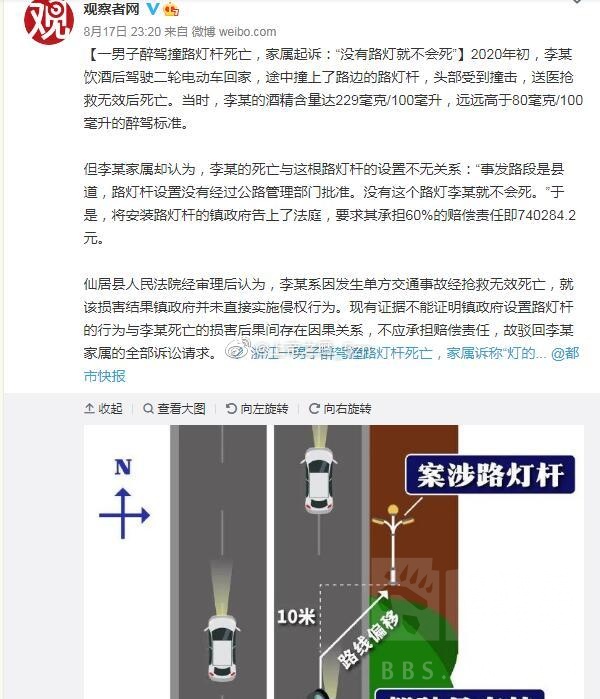 观
观察者网
8月17日 23:20 来自 微博 weibo.com
【一男子醉驾撞路灯杆死亡，家属起诉：“没有路灯就不会死”】2020年初，李某
饮酒后驾驶二轮电动车回家，途中撞上了路边的路灯杆，头部受到撞击，送医抢
救无效后死亡。当时，李某的酒精含量达229毫克/100毫升，远远高于80毫克/100
毫升的醉驾标准。
但李某家属却认为，李某的死亡与这根路灯杆的设置不无关系：“事发路段是县
道，路灯杆设置没有经过公路管理部门批准。没有这个路灯李某就不会死。”于
是，将安装路灯杆的镇政府告上了法庭，要求其承担60%的赔偿责任即740284.2
元。
仙居县人民法院经审理后认为，李某系因发生单方交通事故经抢救无效死亡，就
该损害结果镇政府并未直接实施侵权行为。现有证据不能证明镇政府设置路灯杆
的行为与李某死亡的损害后果间存在因果关系，不应承担赔偿责任，故驳回李某
家属的全部诉讼请求。浙江一男子醉驾撞路灯杆死亡，家属诉称“灯的... @都
市快报
收起 查看大图 向左旋转 向右旋转
N
案涉路灯杆
10米
路线偏移
BBS.